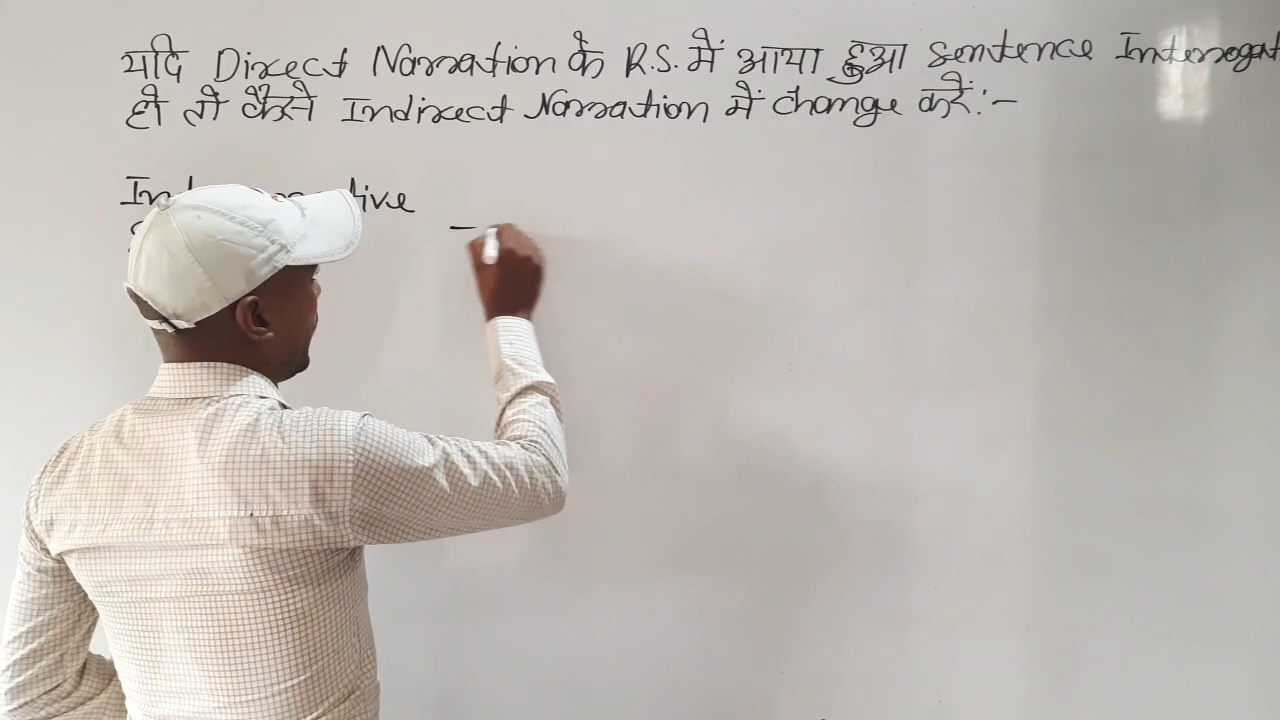 यदि Direct Narration के R.S. में आया हुआ Sentence Interrogat
हो तो कैसे Indirect Narration में change करें:-